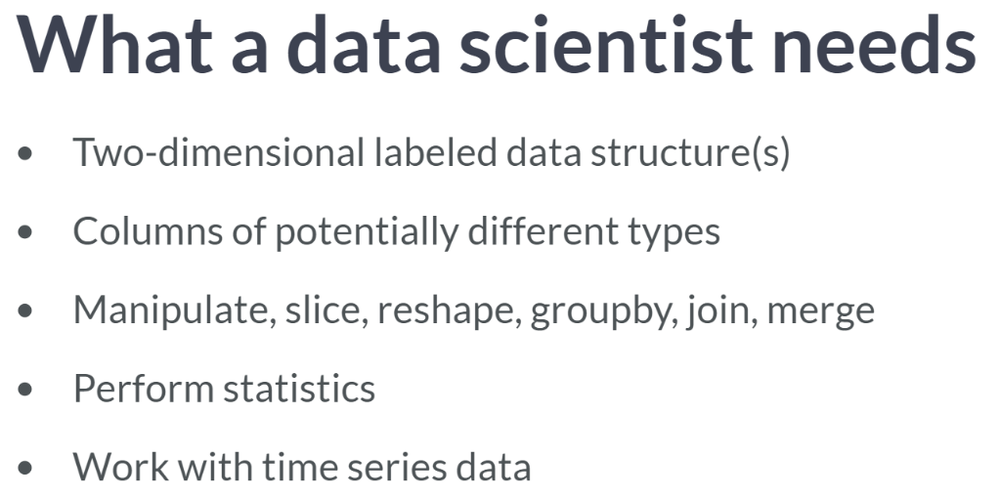 What a data scientist needs
• Two-dimensional labeled data structure(s)
• Columns of potentially different types
• Manipulate, slice, reshape, groupby, join, merge
• Perform statistics
• Work with time series data